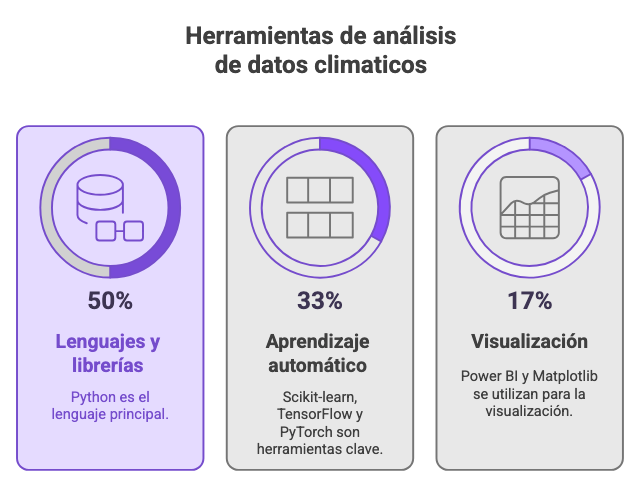 Herramientas de análisis
de datos climaticos
50%
Lenguajes y
librerías
Python es el
lenguaje principal.
33%
Aprendizaje
automático
Scikit-learn,
TensorFlow y
PyTorch son
herramientas clave.
17%
Visualización
Power BI y Matplotlib
se utilizan para la
visualización.